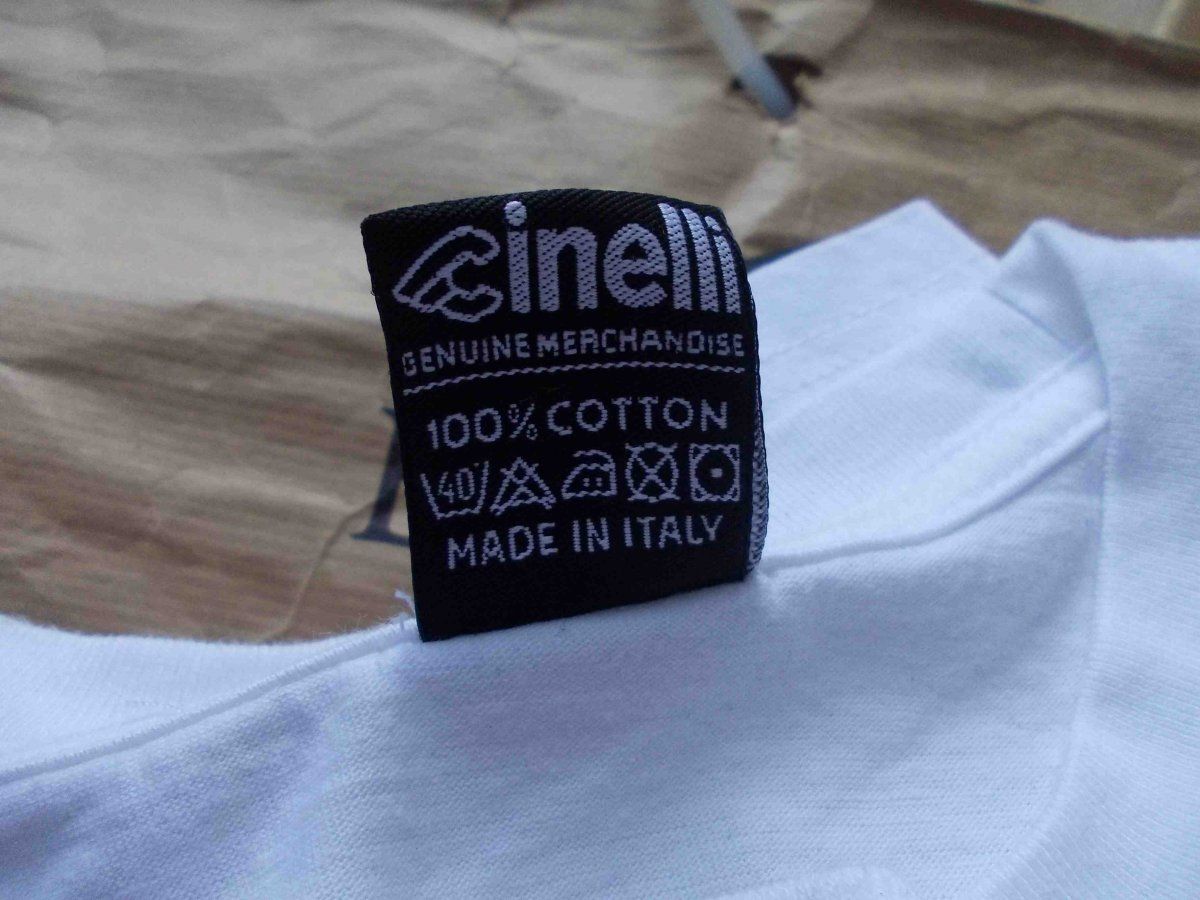 Cinelli
GENUINE MERCHANDISE
100% COTTON
40
MADE IN ITALY